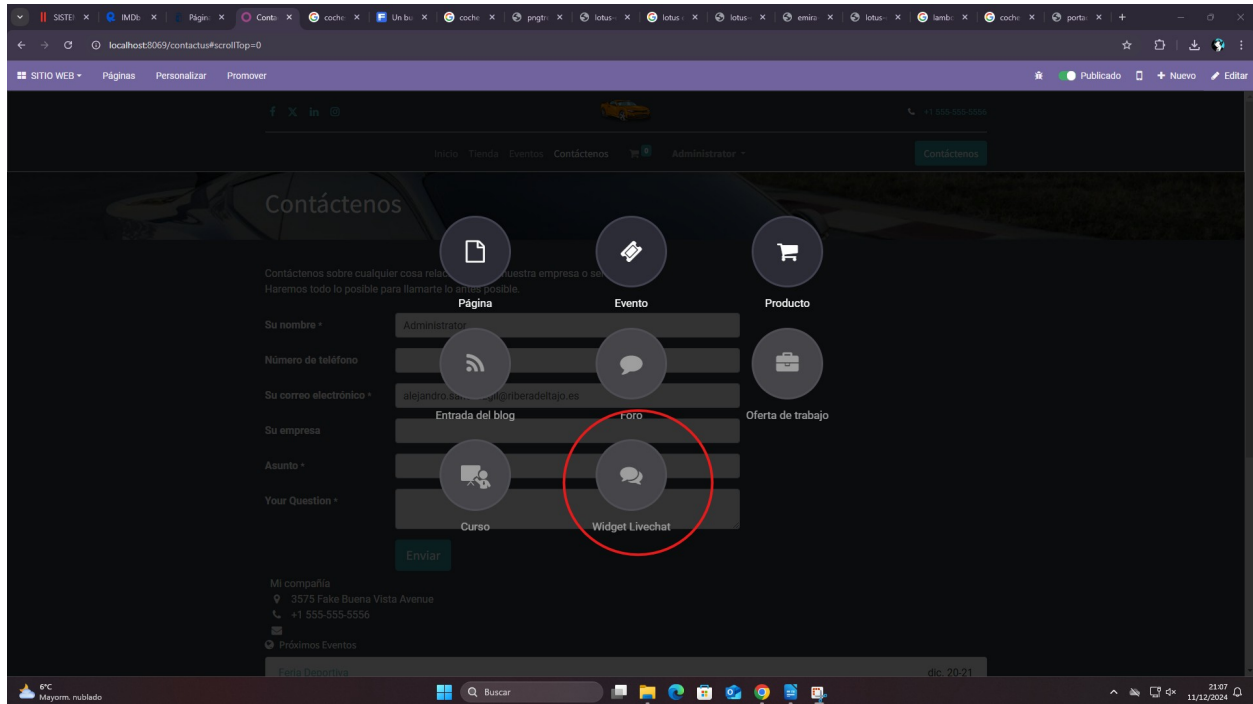 SISTE
IMDb
Págin
Conta
coche
Un bu
coche
pngtr
lotus-
lotus
lotus-
emira
lotus-
lamb
coche
porta
localhost:8069/contactus#scrollTop=0
SITIO WEB
Páginas
Personalizar
Promover
Publicado
Nuevo
Editar
+1 555-555-5556
Inicio Tienda Eventos Contáctenos 0 Administrator
Contáctenos
Contáctenos
Contáctenos sobre cualquier cosa uestra empresa o
Haremos todo lo posible para llamarte lo antes posible.
Página
Evento
Producto
Su nombre *
Administrator
Número de teléfono
Su correo electrónico *
Entrada del blog
Foro
Oferta de trabajo
Su empresa
Asunto *
Your Question *
Curso
Widget Livechat
Enviar
Mi compañía
3575 Fake Buena Vista Avenue
+1 555-555-5556
Próximos Eventos
Feria Deportiva
dic. 20-21
6°C
Mayorm. nublado
Buscar
21:07
11/12/2024